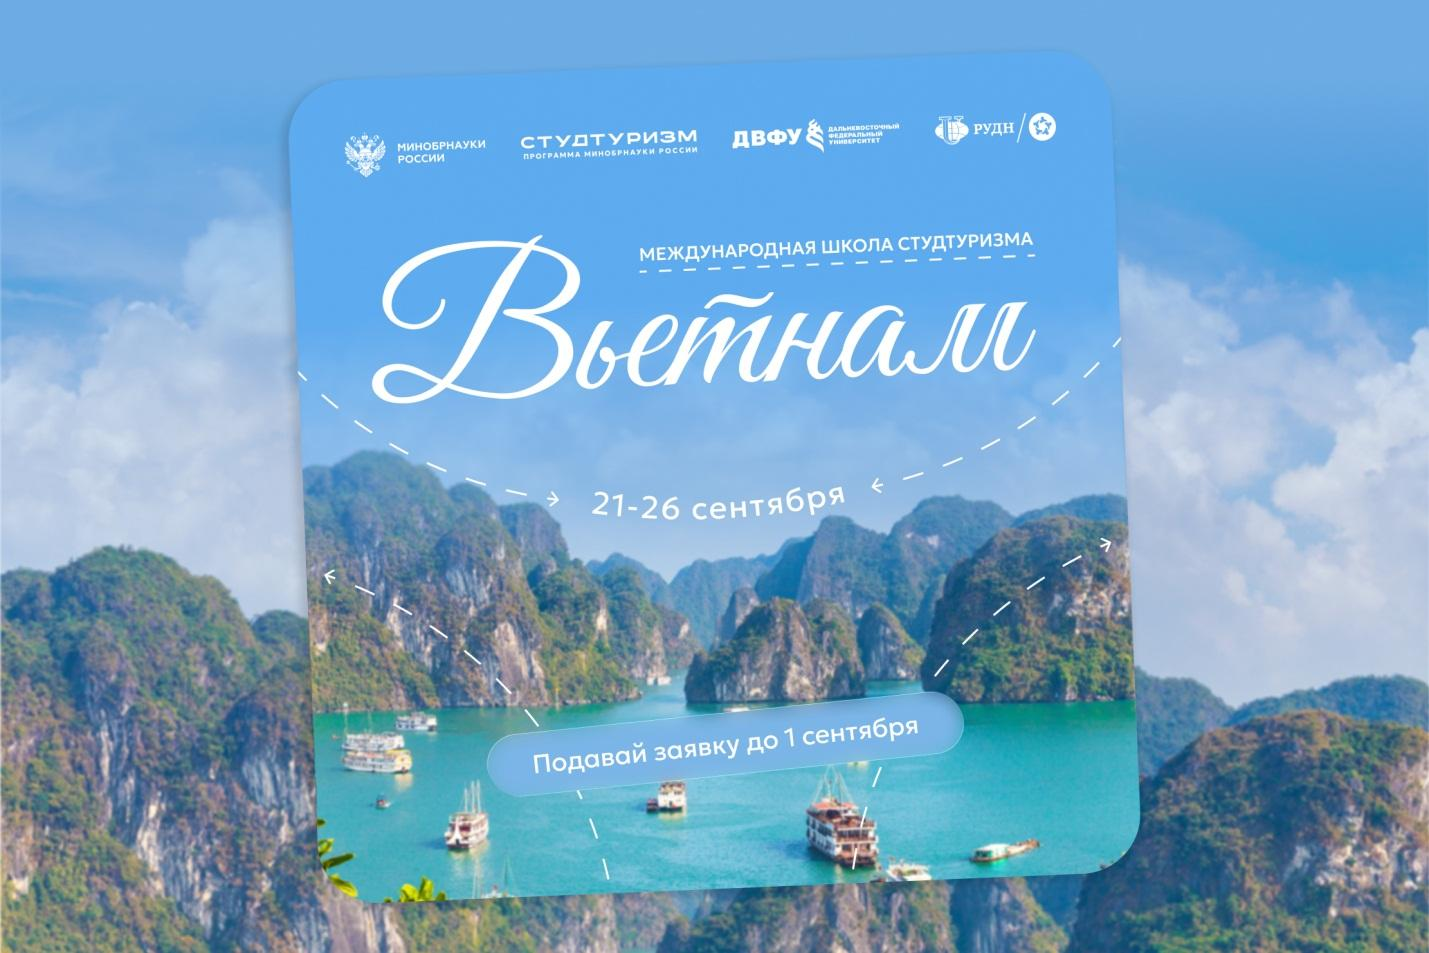 МИНОБРНАУКИ
РОССИИ
СТУДТУРИЗМ
ПРОГРАММА МИНОБРНАУКИ РОССИИ
ДВФУ
ДАЛЬНЕВОСТОЧНЫЙ
ФЕДЕРАЛЬНЫЙ
УНИВЕРСИТЕТ
РУДН
МЕЖДУНАРОДНАЯ ШКОЛА СТУДТУРИЗМА
Вьетнам
21-26 сентября
Подавай заявку до 1 сентября